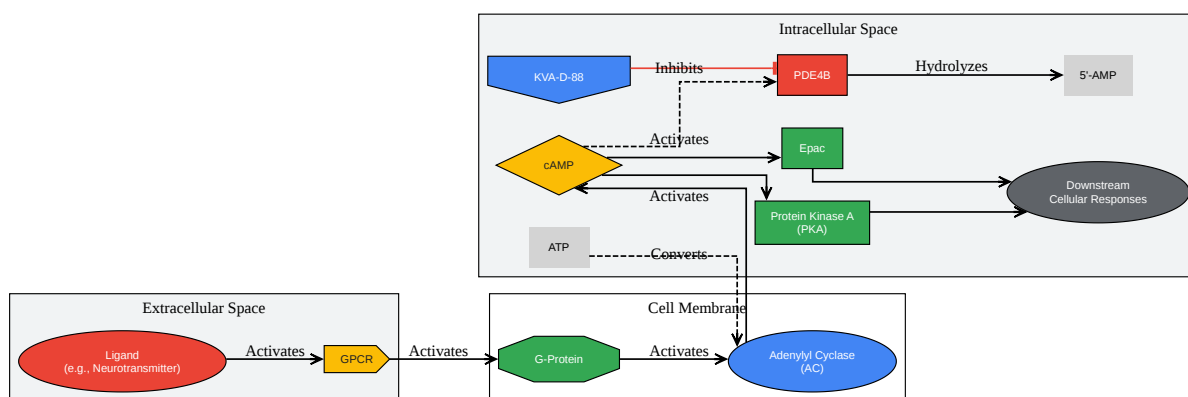 Intracellular Space
KVA-D-88
Inhibits
PDE4B
Hydrolyzes
5'-AMP
Activates
cAMP
Epac
Activates
Downstream
Cellular Responses
Protein Kinase A
(PKA)
ATP
Converts
Extracellular Space
Cell Membrane
Ligand
(e.g., Neurotransmitter)
Activates
GPCR
Activates
G-Protein
Activates
Adenylyl Cyclase
(AC)